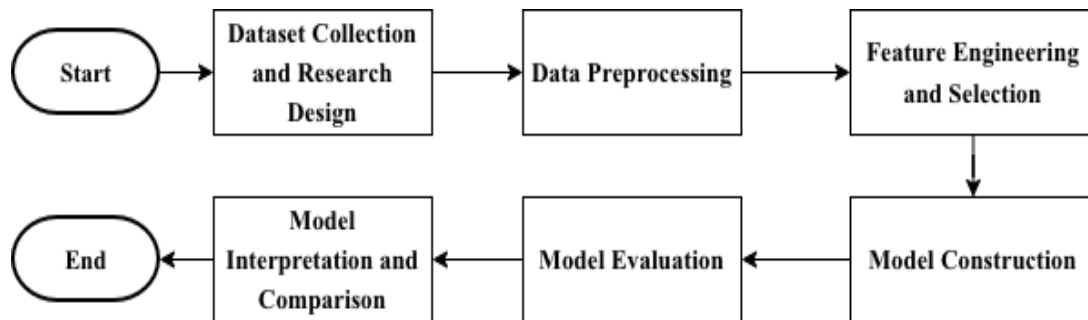 Start
Dataset Collection
and Research
Design
Data Preprocessing
Feature Engineering
and Selection
Model Construction
Model Evaluation
Model
Interpretation and
Comparison
End